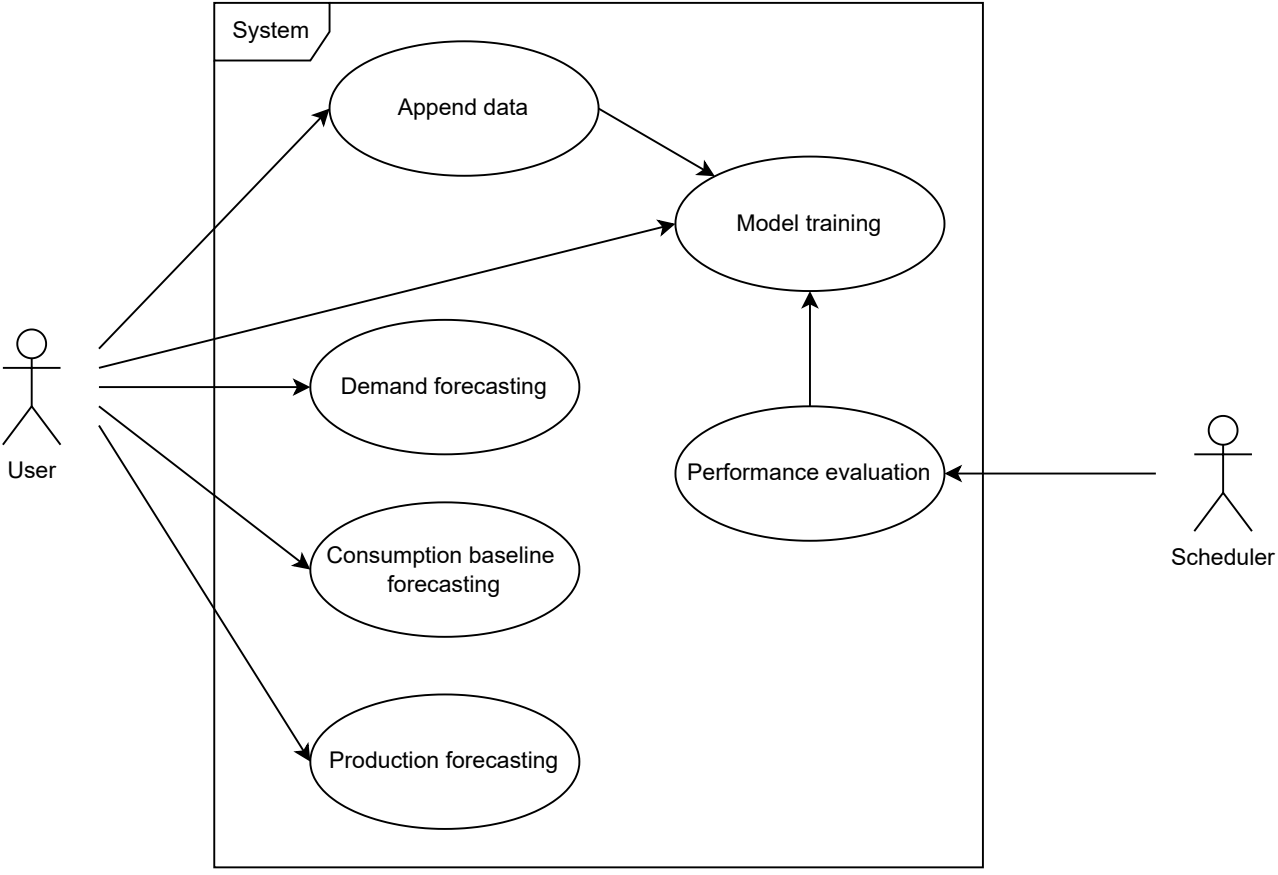 System
Append data
Model training
Demand forecasting
User
Performance evaluation
Scheduler
Consumption baseline
forecasting
Production forecasting